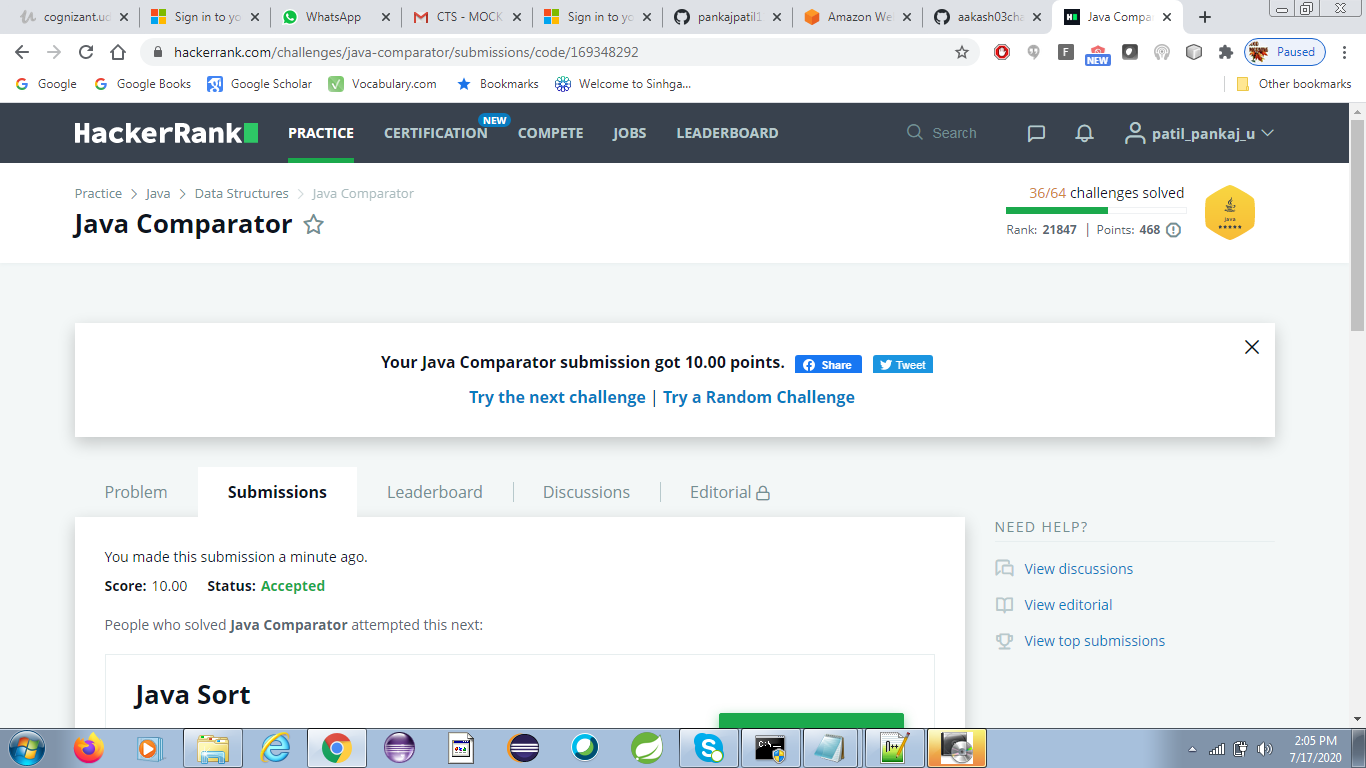 cognizant.ud
Sign in to yo
WhatsApp
CTS - MOCK
Sign in to yo
pankajpatil1
Amazon We
aakash03cha
Java Compa
hackerrank.com/challenges/java-comparator/submissions/code/169348292
NEW
Paused
Google
Google Books
Google Scholar
Vocabulary.com
Bookmarks
Welcome to Sinhga...
Other bookmarks
HackerRank
PRACTICE
CERTIFICATION
NEW
COMPETE
JOBS
LEADERBOARD
Search
patil_pankaj_u
Practice > Java > Data Structures > Java Comparator
Java Comparator
36/64 challenges solved
Rank: 21847 | Points: 468
Java
Your Java Comparator submission got 10.00 points.
Share
Tweet
Try the next challenge | Try a Random Challenge
Problem
Submissions
Leaderboard
Discussions
Editorial
You made this submission a minute ago.
Score: 10.00 Status: Accepted
People who solved Java Comparator attempted this next:
Java Sort
NEED HELP?
View discussions
View editorial
View top submissions
2:05 PM
7/17/2020